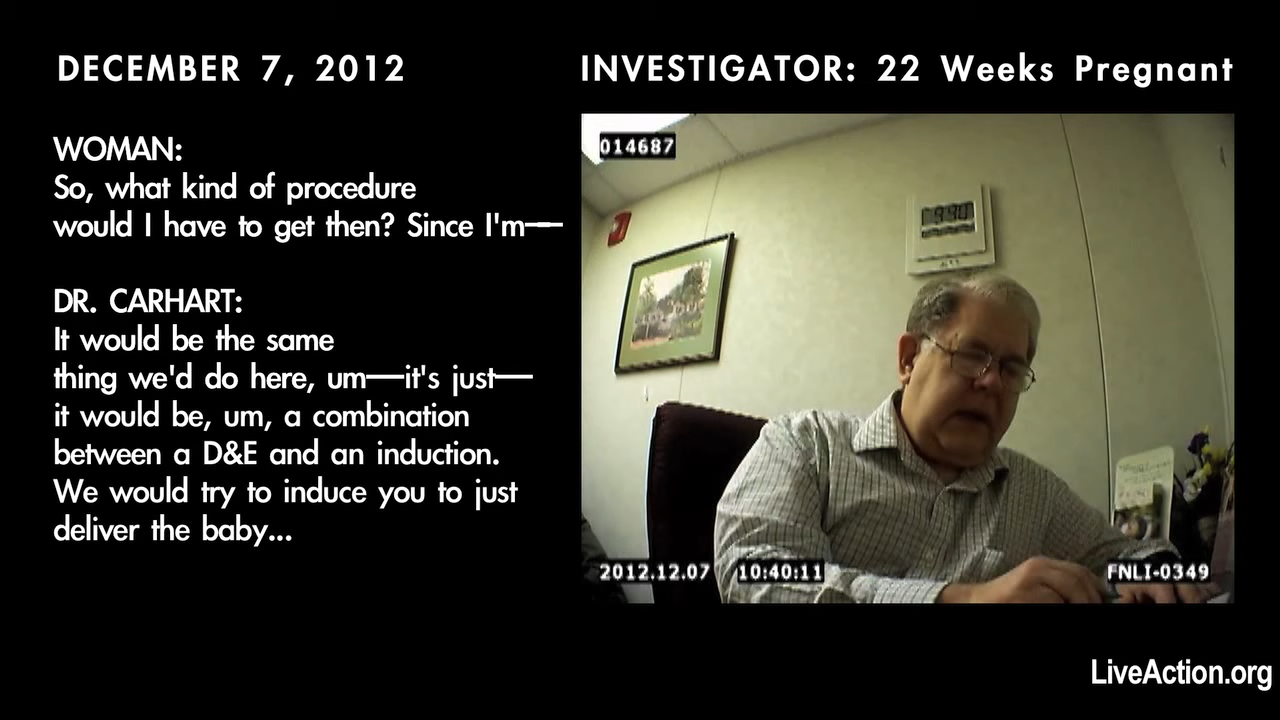 DECEMBER 7, 2012
INVESTIGATOR: 22 Weeks Pregnant
WOMAN:
So, what kind of procedure
would I have to get then? Since I'm—
DR. CARHART:
It would be the same
thing we'd do here, um—it's just—
it would be, um, a combination
between a D&E and an induction.
We would try to induce you to just
deliver the baby...
014687
2012.12.07 10:40:11 FNLI-0349
LiveAction.org